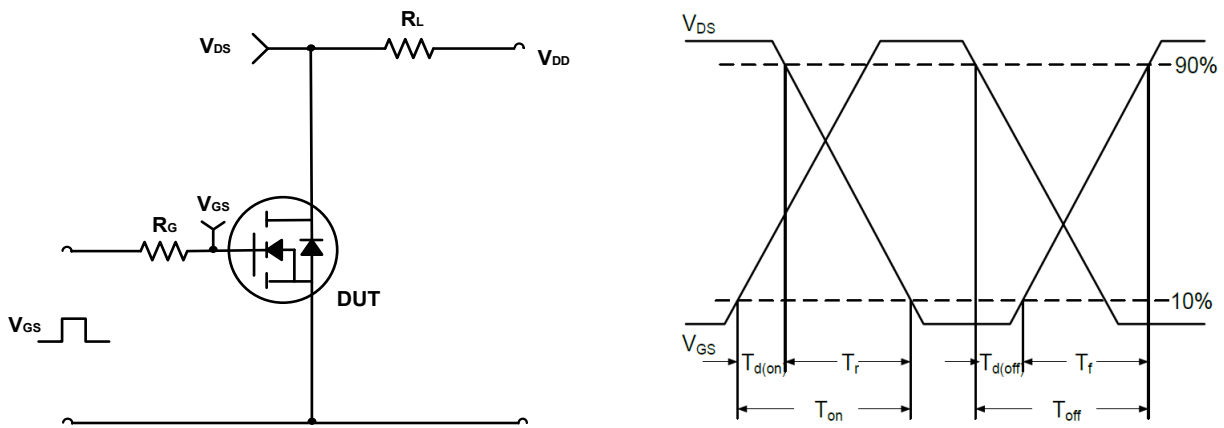 RL
VDS
VDD
VGS
RG
DUT
VGS
VDS
90%
10%
VGS
Td(on)
Tr
Td(off)
Tf
Ton
Toff